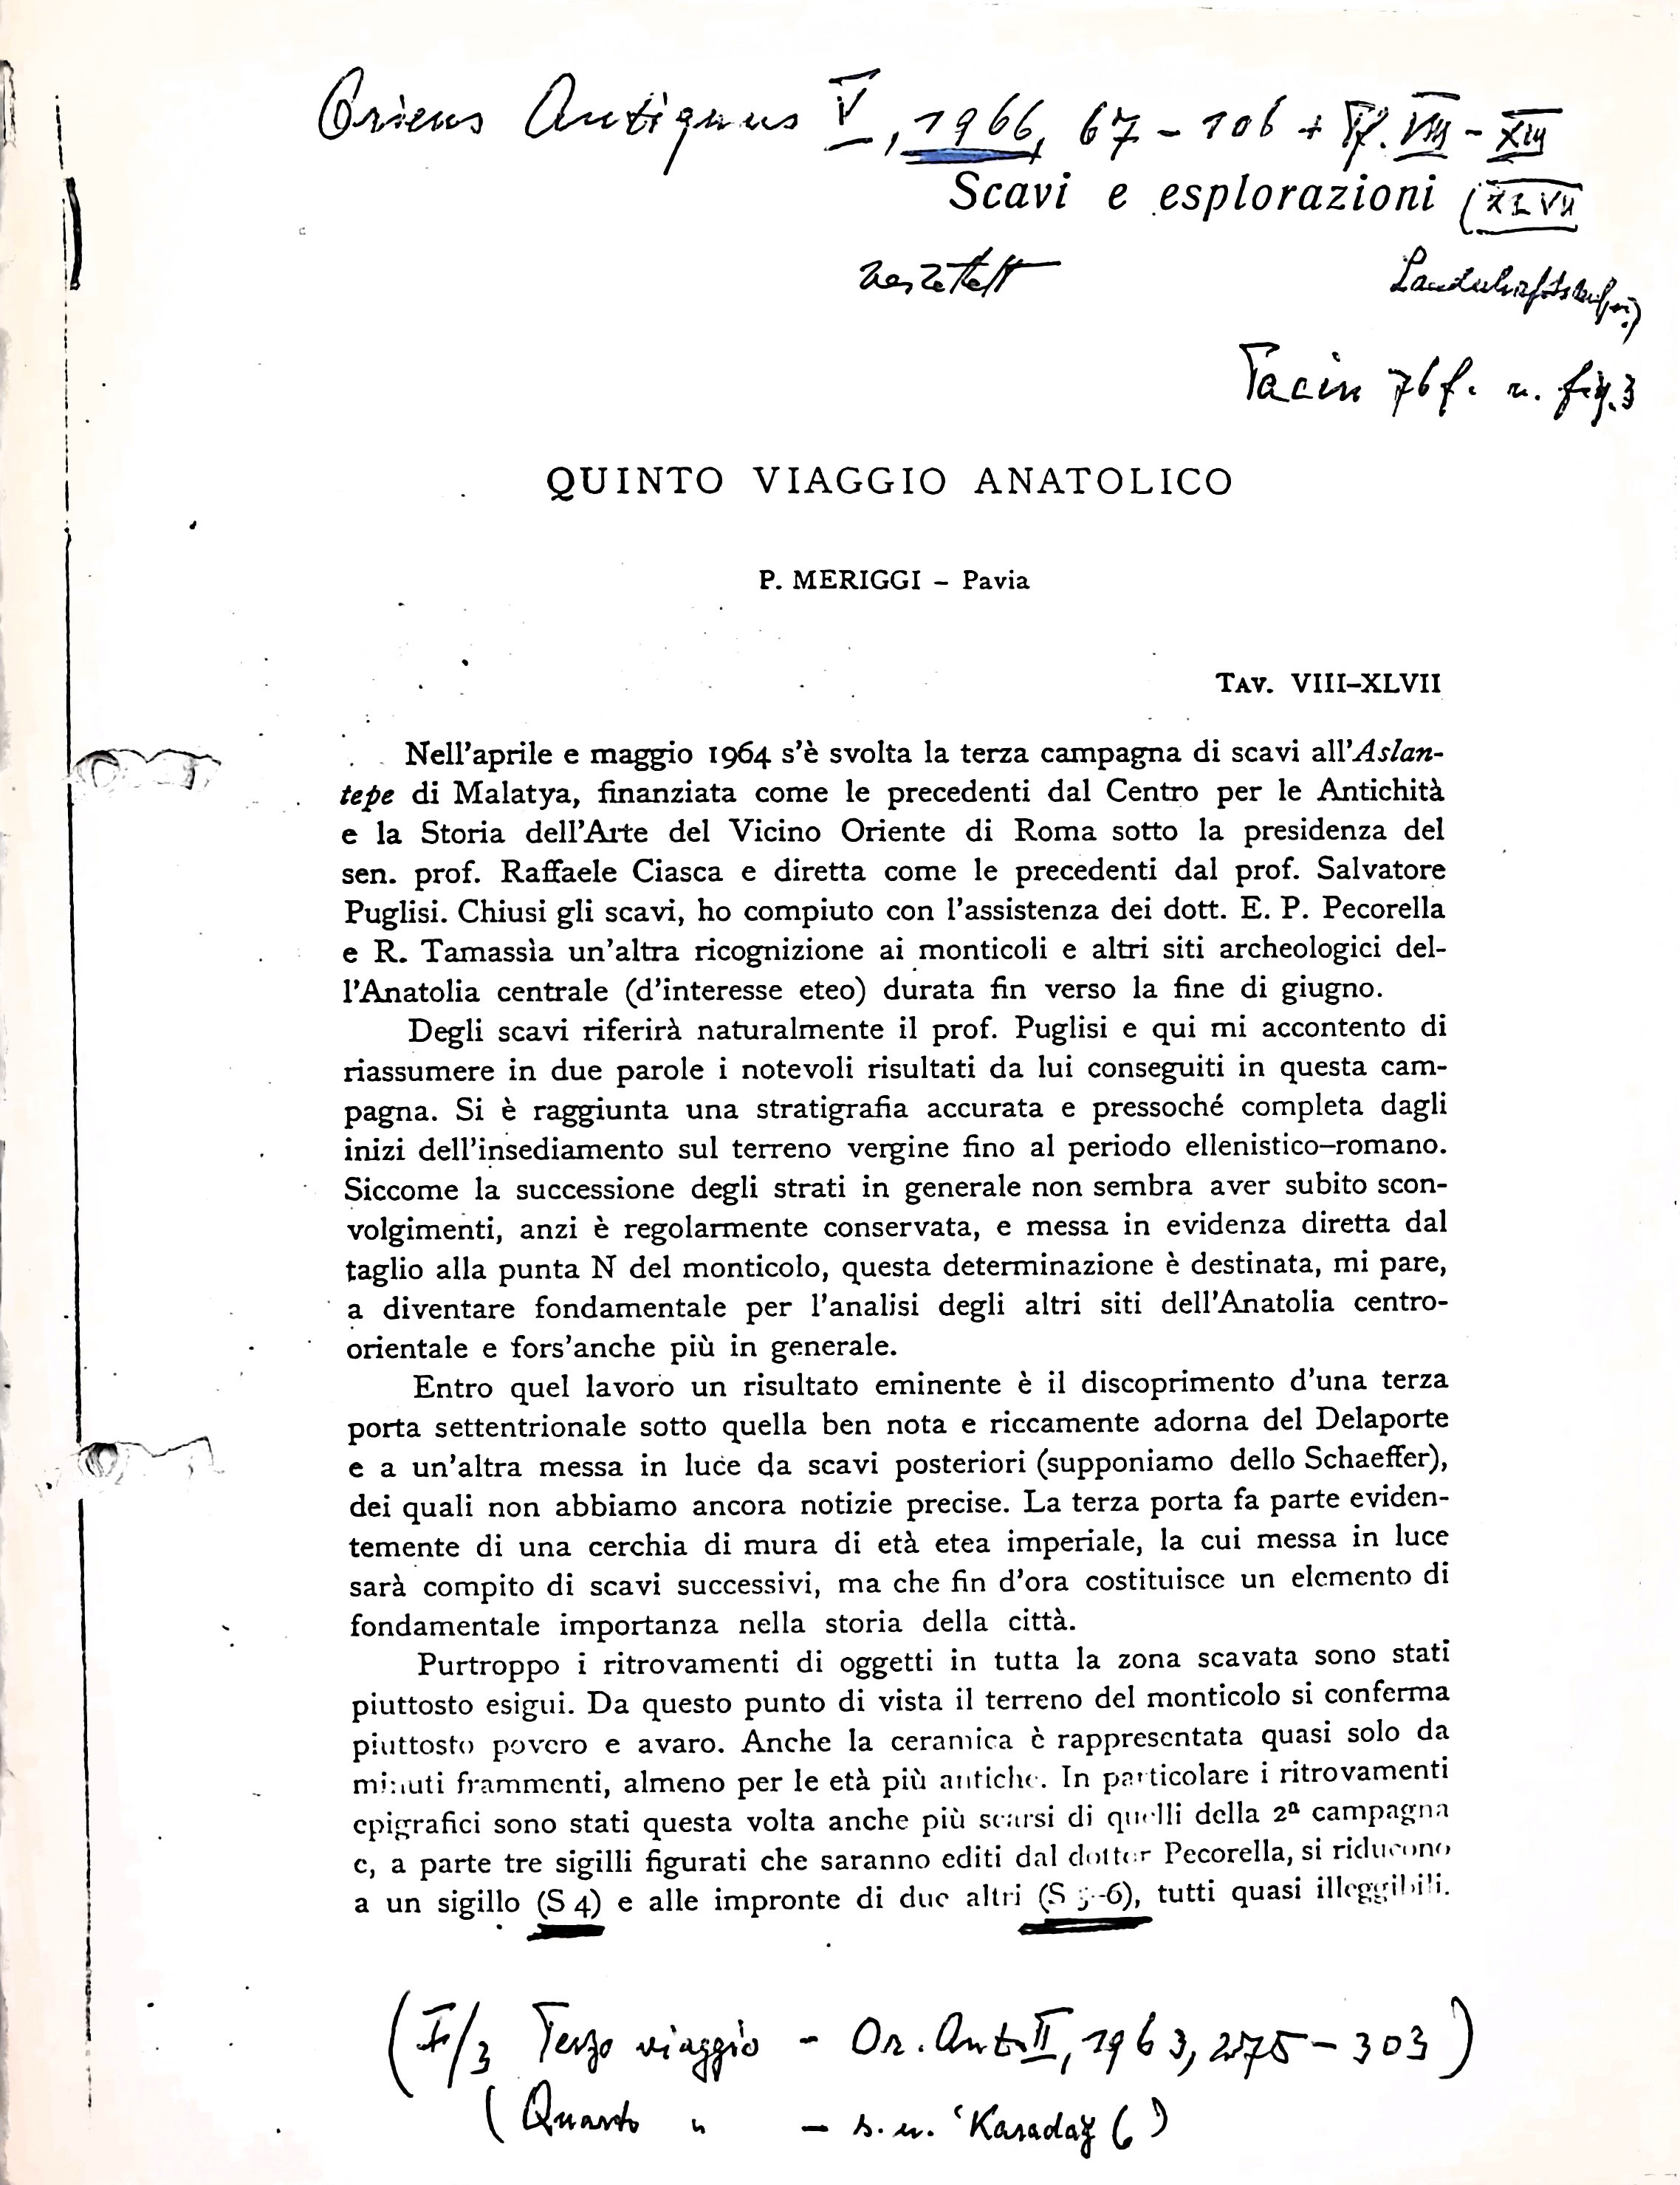 Oriens Antiquus V, 1966, 67-106 + Tf. VIII-XIII
Scavi e esplorazioni (XLVII
verzettelt
Tacin 76f. u. fig. 3
QUINTO VIAGGIO ANATOLICO
P. MERIGGI – Pavia
TAV. VIII–XLVII
Nell'aprile e maggio 1964 s'è svolta la terza campagna di scavi all'Aslan-
tepe di Malatya, finanziata come le precedenti dal Centro per le Antichità
e la Storia dell'Arte del Vicino Oriente di Roma sotto la presidenza del
sen. prof. Raffaele Ciasca e diretta come le precedenti dal prof. Salvatore
Puglisi. Chiusi gli scavi, ho compiuto con l'assistenza dei dott. E. P. Pecorella
e R. Tamassìa un'altra ricognizione ai monticoli e altri siti archeologici del-
l'Anatolia centrale (d'interesse eteo) durata fin verso la fine di giugno.
Degli scavi riferirà naturalmente il prof. Puglisi e qui mi accontento di
riassumere in due parole i notevoli risultati da lui conseguiti in questa cam-
pagna. Si è raggiunta una stratigrafia accurata e pressoché completa dagli
inizi dell'insediamento sul terreno vergine fino al periodo ellenistico–romano.
Siccome la successione degli strati in generale non sembra aver subito scon-
volgimenti, anzi è regolarmente conservata, e messa in evidenza diretta dal
taglio alla punta N del monticolo, questa determinazione è destinata, mi pare,
a diventare fondamentale per l'analisi degli altri siti dell'Anatolia centro-
orientale e fors'anche più in generale.
Entro quel lavoro un risultato eminente è il discoprimento d'una terza
porta settentrionale sotto quella ben nota e riccamente adorna del Delaporte
e a un'altra messa in luce da scavi posteriori (supponiamo dello Schaeffer),
dei quali non abbiamo ancora notizie precise. La terza porta fa parte eviden-
temente di una cerchia di mura di età etea imperiale, la cui messa in luce
sarà compito di scavi successivi, ma che fin d'ora costituisce un elemento di
fondamentale importanza nella storia della città.
Purtroppo i ritrovamenti di oggetti in tutta la zona scavata sono stati
piuttosto esigui. Da questo punto di vista il terreno del monticolo si conferma
piuttosto povero e avaro. Anche la ceramica è rappresentata quasi solo da
minuti frammenti, almeno per le età più antiche. In particolare i ritrovamenti
epigrafici sono stati questa volta anche più scarsi di quelli della 2ª campagna
e, a parte tre sigilli figurati che saranno editi dal dottor Pecorella, si riducono
a un sigillo (S 4) e alle impronte di due altri (S 5-6), tutti quasi illeggibili.
(I/3 Terzo viaggio - Or. Ant. II, 1963, 275-303)
(Quarto " - s. u. 'Karadağ 6)